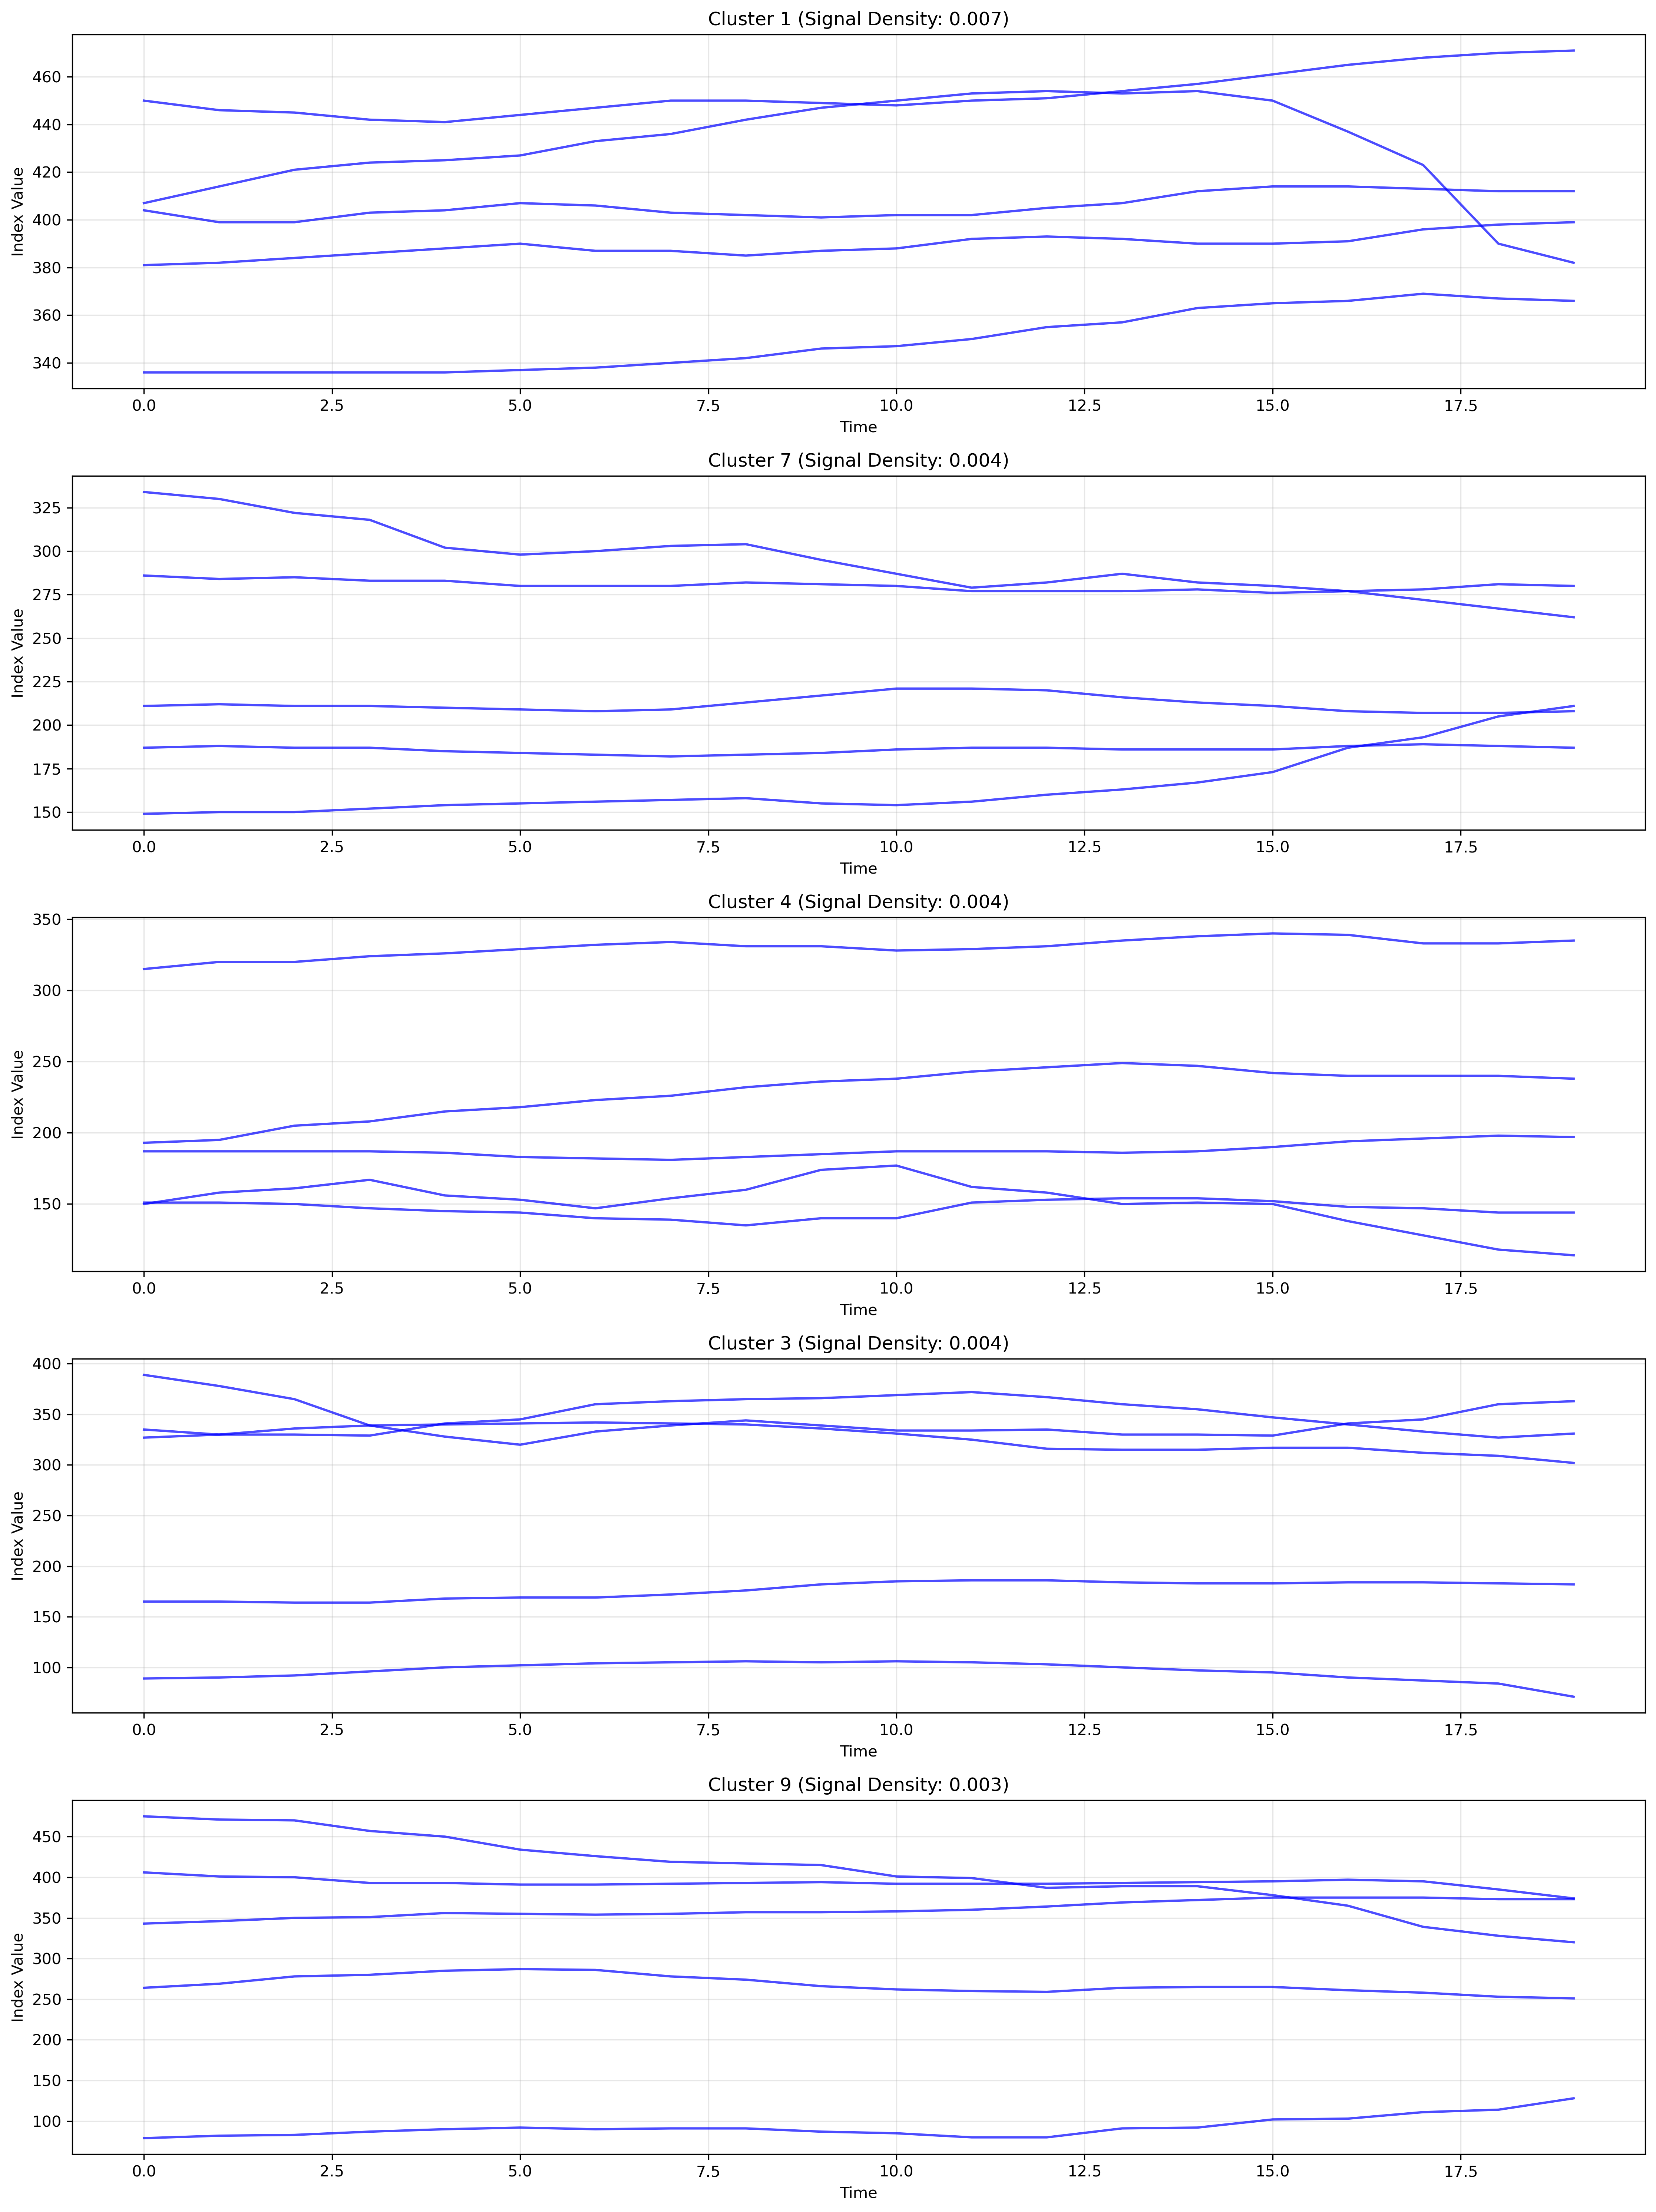 Cluster 1 (Signal Density: 0.007)
460
440
420
400
380
360
340
Index Value
0.0 2.5 5.0 7.5 10.0 12.5 15.0 17.5
Time
Cluster 7 (Signal Density: 0.004)
325
300
275
250
225
200
175
150
Index Value
0.0 2.5 5.0 7.5 10.0 12.5 15.0 17.5
Time
Cluster 4 (Signal Density: 0.004)
350
300
250
200
150
Index Value
0.0 2.5 5.0 7.5 10.0 12.5 15.0 17.5
Time
Cluster 3 (Signal Density: 0.004)
400
350
300
250
200
150
100
Index Value
0.0 2.5 5.0 7.5 10.0 12.5 15.0 17.5
Time
Cluster 9 (Signal Density: 0.003)
450
400
350
300
250
200
150
100
Index Value
0.0 2.5 5.0 7.5 10.0 12.5 15.0 17.5
Time